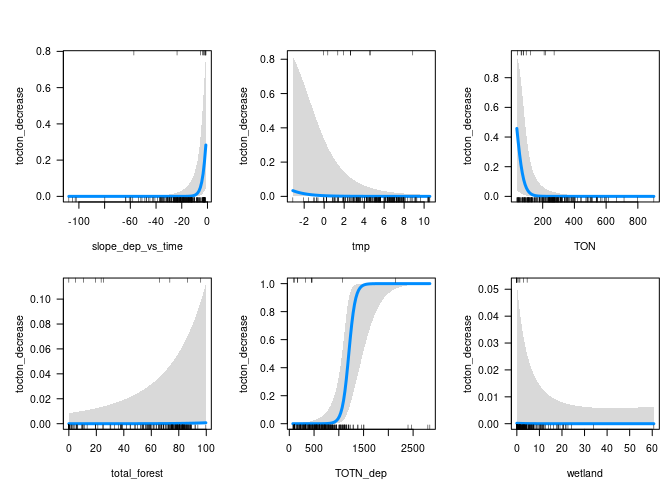 tocton_decrease
0.8
0.6
0.4
0.2
0.0
-100 -60 -40 -20 0
slope_dep_vs_time
tocton_decrease
0.8
0.6
0.4
0.2
0.0
-2 0 2 4 6 8 10
tmp
tocton_decrease
0.8
0.6
0.4
0.2
0.0
200 400 600 800
TON
tocton_decrease
0.10
0.08
0.06
0.04
0.02
0.00
0 20 40 60 80 100
total_forest
tocton_decrease
1.0
0.8
0.6
0.4
0.2
0.0
0 500 1500 2500
TOTN_dep
tocton_decrease
0.05
0.04
0.03
0.02
0.01
0.00
0 10 20 30 40 50 60
wetland